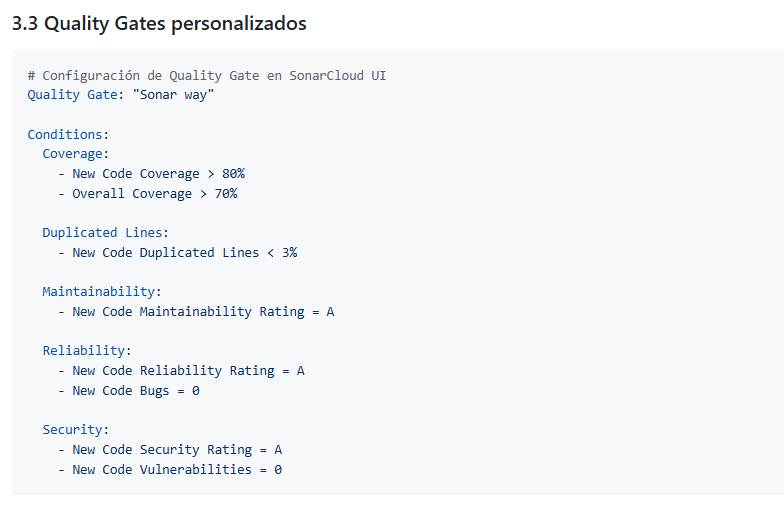 3.3 Quality Gates personalizados
# Configuración de Quality Gate en SonarCloud UI
Quality Gate: "Sonar way"
Conditions:
Coverage:
- New Code Coverage > 80%
- Overall Coverage > 70%
Duplicated Lines:
- New Code Duplicated Lines < 3%
Maintainability:
- New Code Maintainability Rating = A
Reliability:
- New Code Reliability Rating = A
- New Code Bugs = 0
Security:
- New Code Security Rating = A
- New Code Vulnerabilities = 0